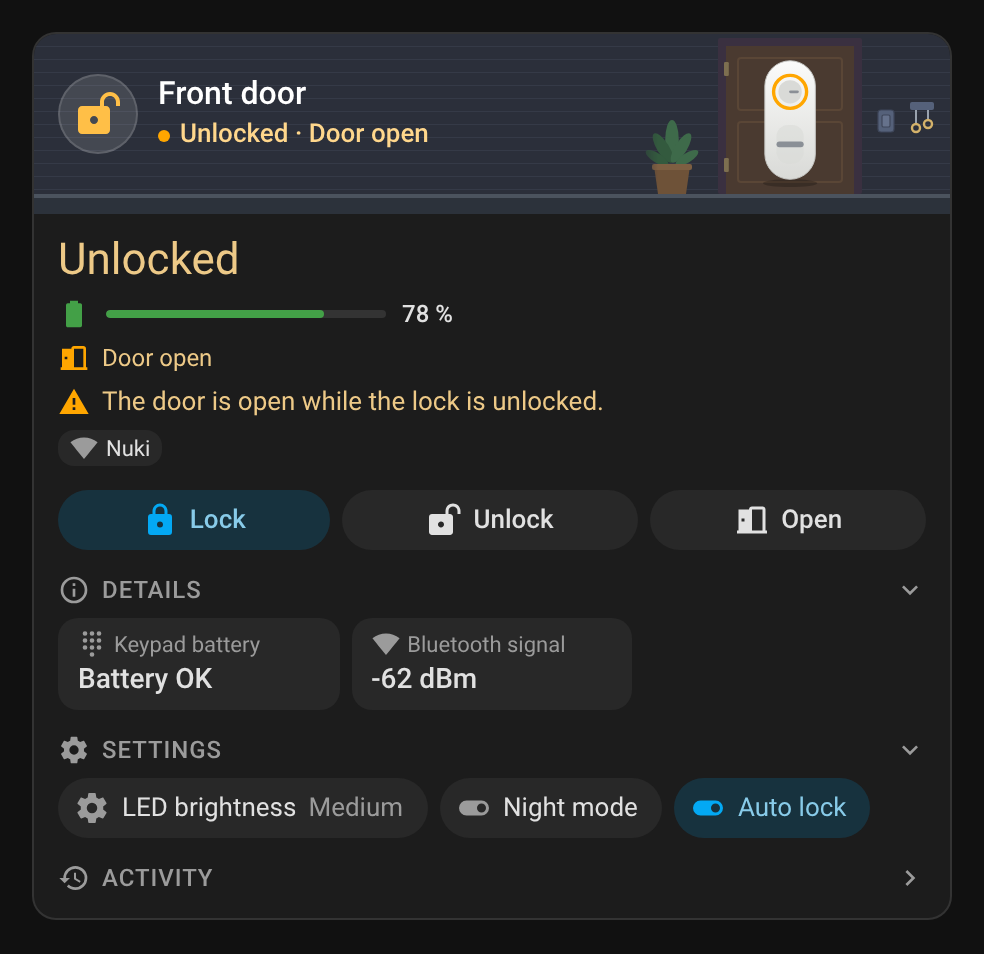 Front door
Unlocked · Door open
Unlocked
78 %
Door open
The door is open while the lock is unlocked.
Nuki
Lock
Unlock
Open
DETAILS
Keypad battery
Battery OK
Bluetooth signal
-62 dBm
SETTINGS
LED brightness Medium
Night mode
Auto lock
ACTIVITY